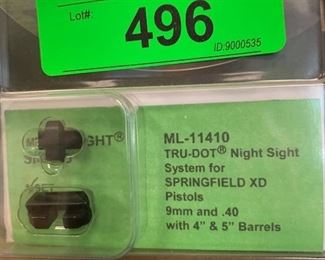 Lot#:
496
ID:9000535
ML-11410
TRU-DOT® Night Sight
System for
SPRINGFIELD XD
Pistols
9mm and .40
with 4" & 5" Barrels
SET